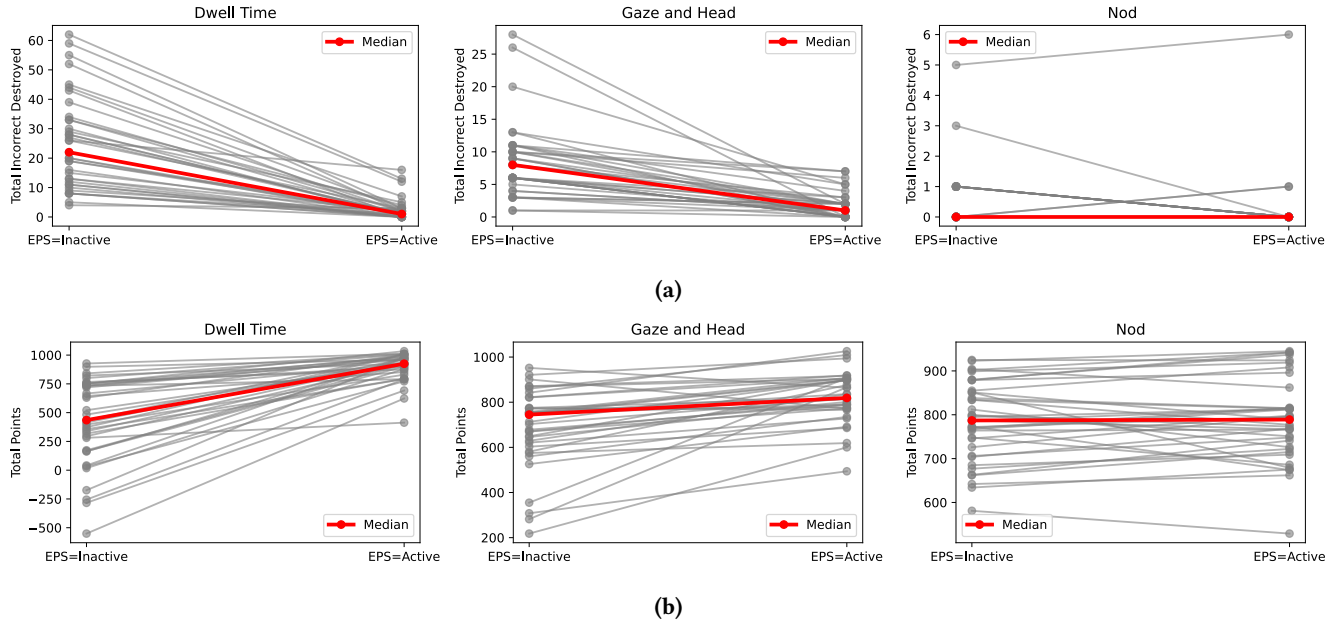 Dwell Time
Gaze and Head
Nod
Total Incorrect Destroyed
60
50
40
30
20
10
0
Median
EPS=Inactive
EPS=Active
Total Incorrect Destroyed
25
20
15
10
5
0
Median
EPS=Inactive
EPS=Active
Total Incorrect Destroyed
6
5
4
3
2
1
0
Median
EPS=Inactive
EPS=Active
(a)
Dwell Time
Gaze and Head
Nod
Total Points
1000
750
500
250
0
−250
−500
Median
EPS=Inactive
EPS=Active
Total Points
1000
800
600
400
200
Median
EPS=Inactive
EPS=Active
Total Points
900
800
700
600
Median
EPS=Inactive
EPS=Active
(b)